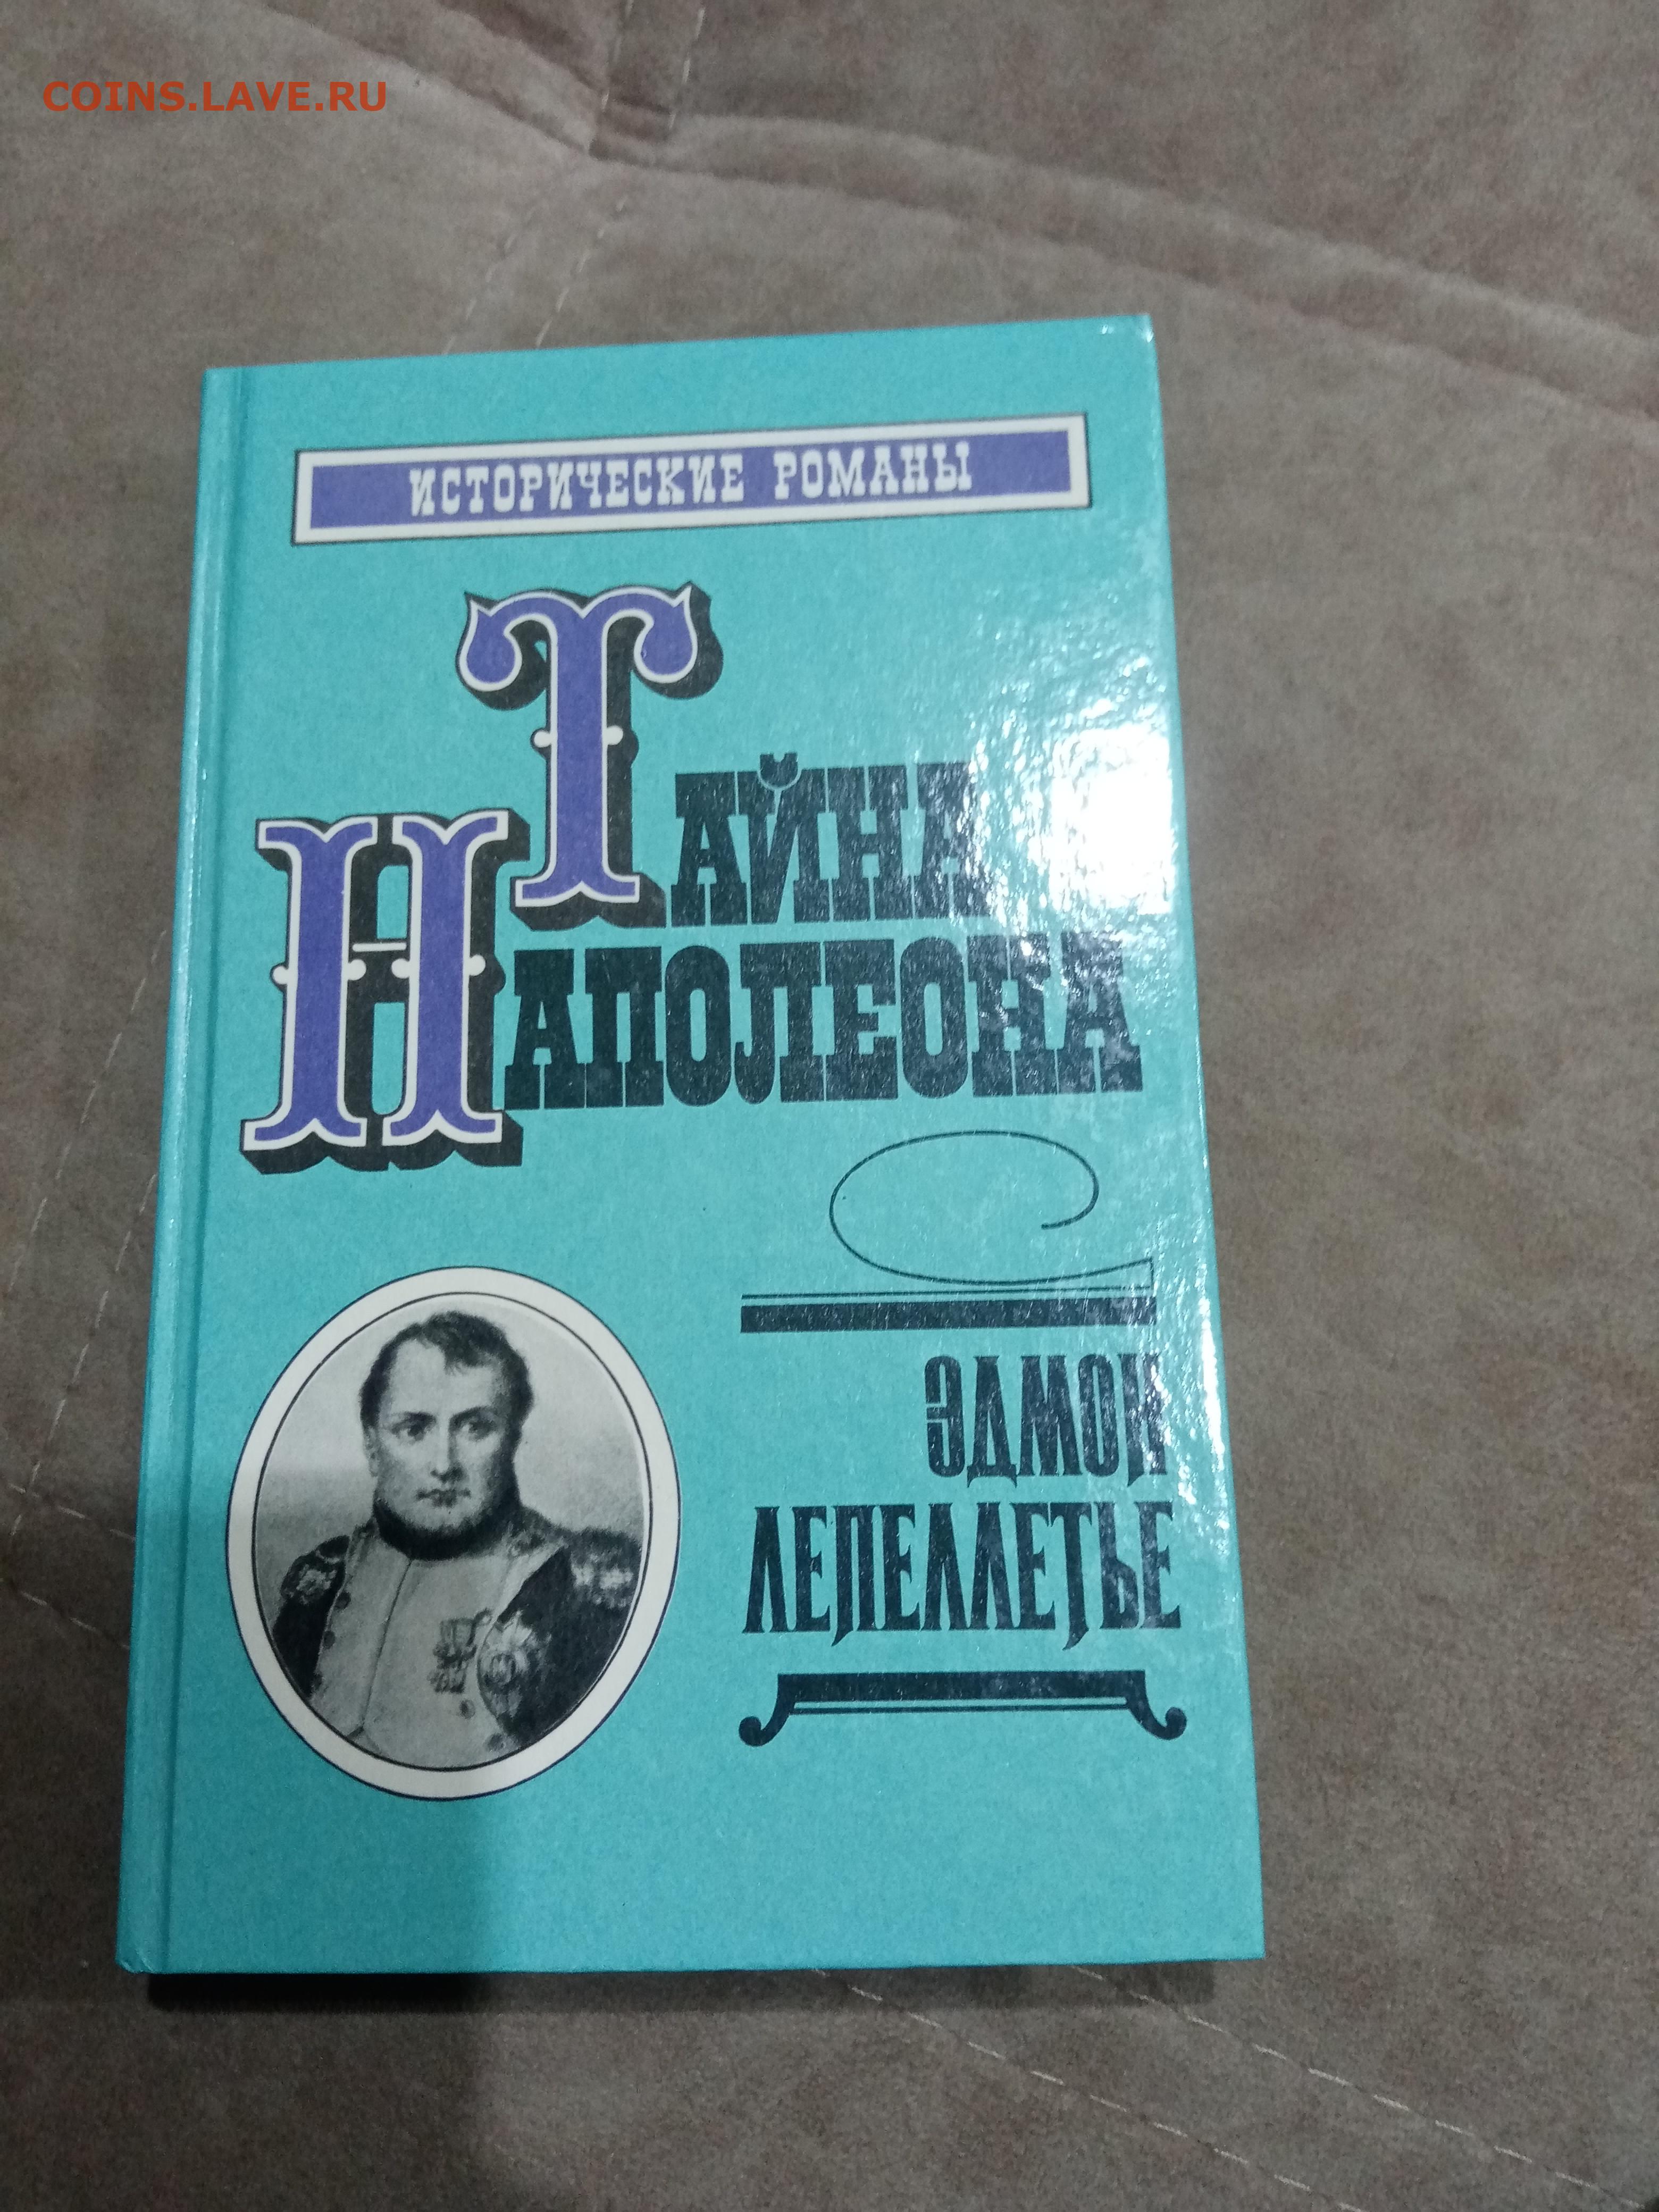 COINS.LAVE.RU
ИСТОРИЧЕСКИЕ РОМАНЫ
ТАЙНА
НАПОЛЕОНА
ЭДМОН
ЛЕПЕЛЛЕТЬЕ